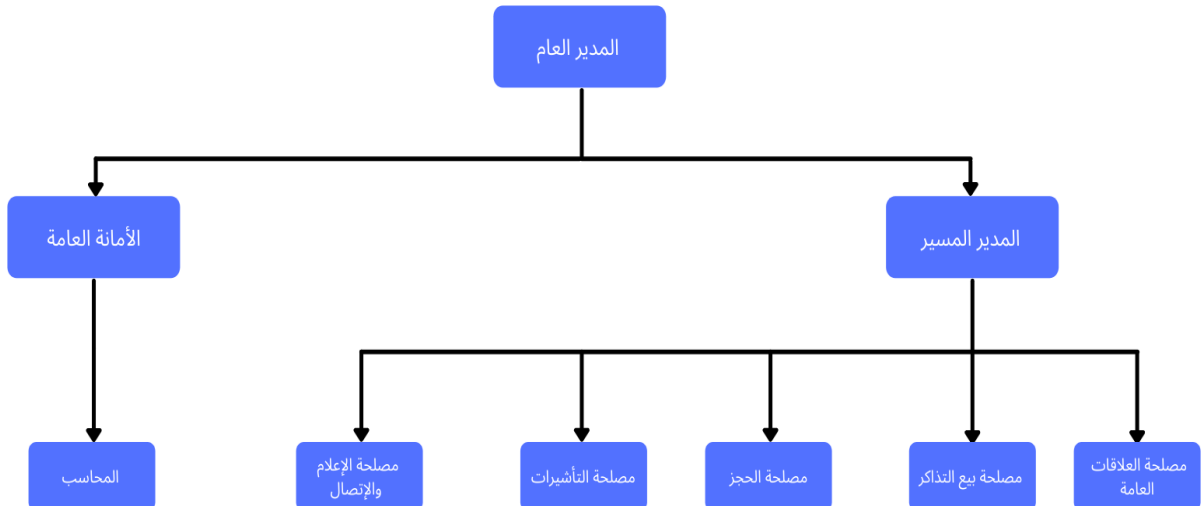 المدير العام
المدير المسير
الأمانة العامة
مصلحة العلاقات
العامة
مصلحة بيع التذاكر
مصلحة الحجز
مصلحة التأشيرات
مصلحة الإعلام
والإتصال
المحاسب